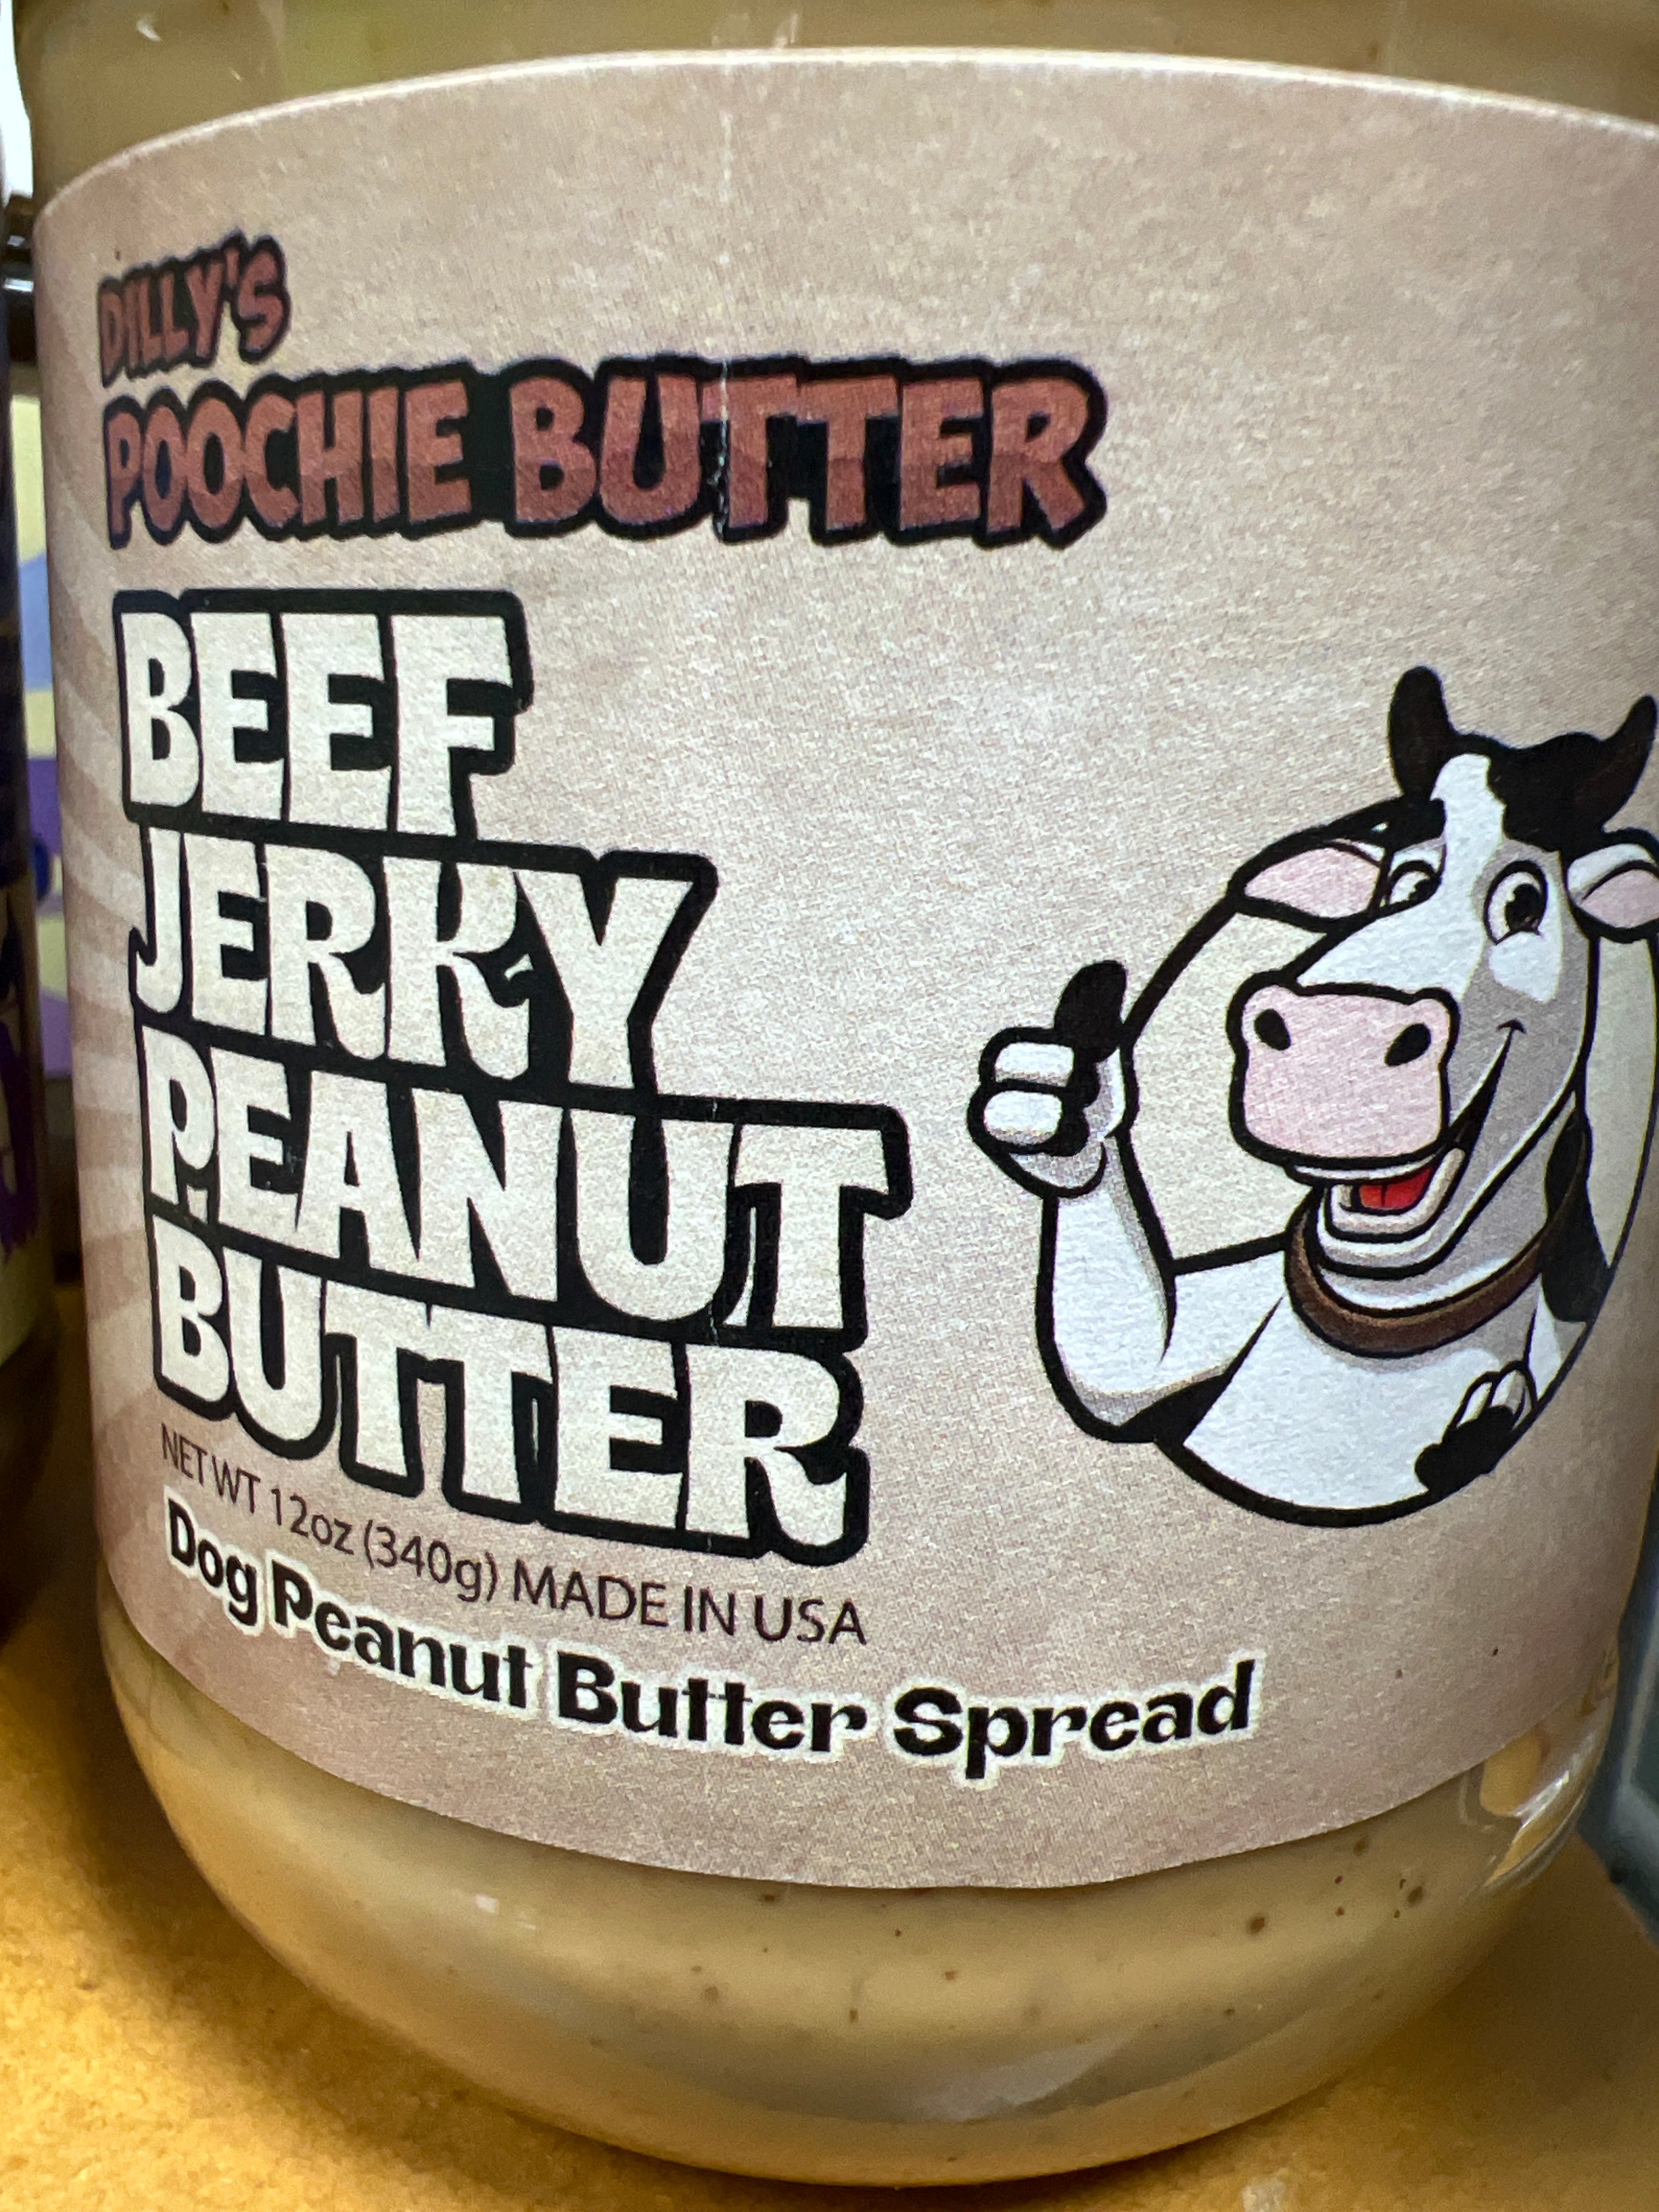 DILLY'S
POOCHIE BUTTER
BEEF
JERKY
PEANUT
BUTTER
NET WT 12oz (340g) MADE IN USA
Dog Peanut Butter Spread